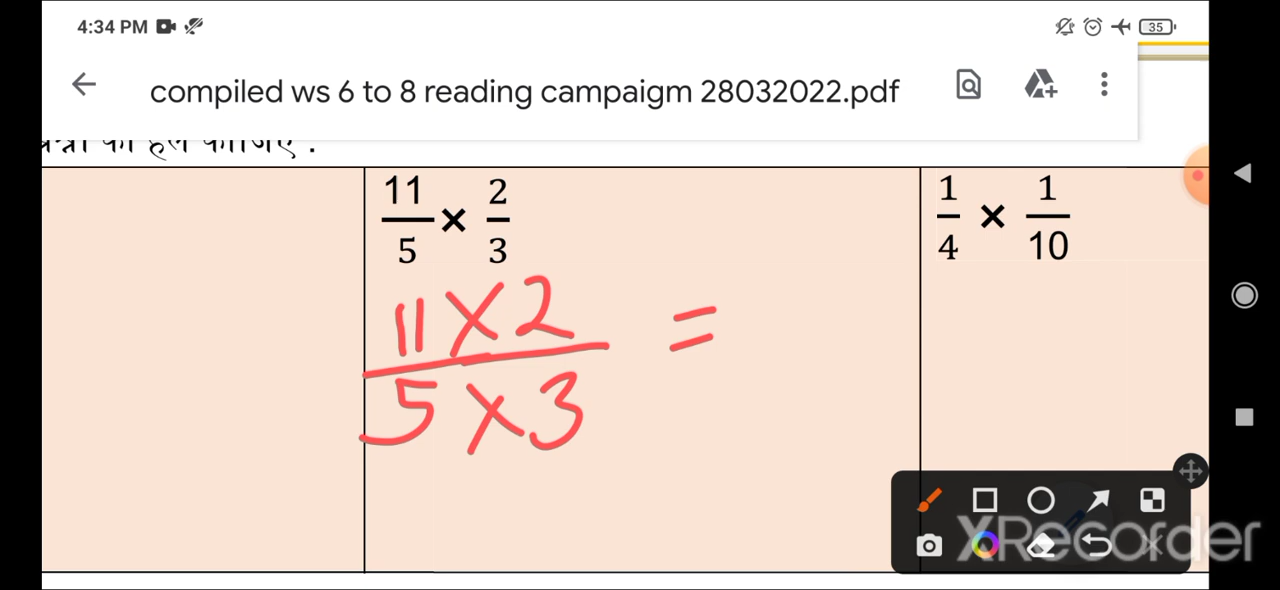 4:34 PM
35
compiled ws 6 to 8 reading campaigm 28032022.pdf
11/5 × 2/3
1/4 × 1/10
11 × 2 / 5 × 3 =
XRecorder